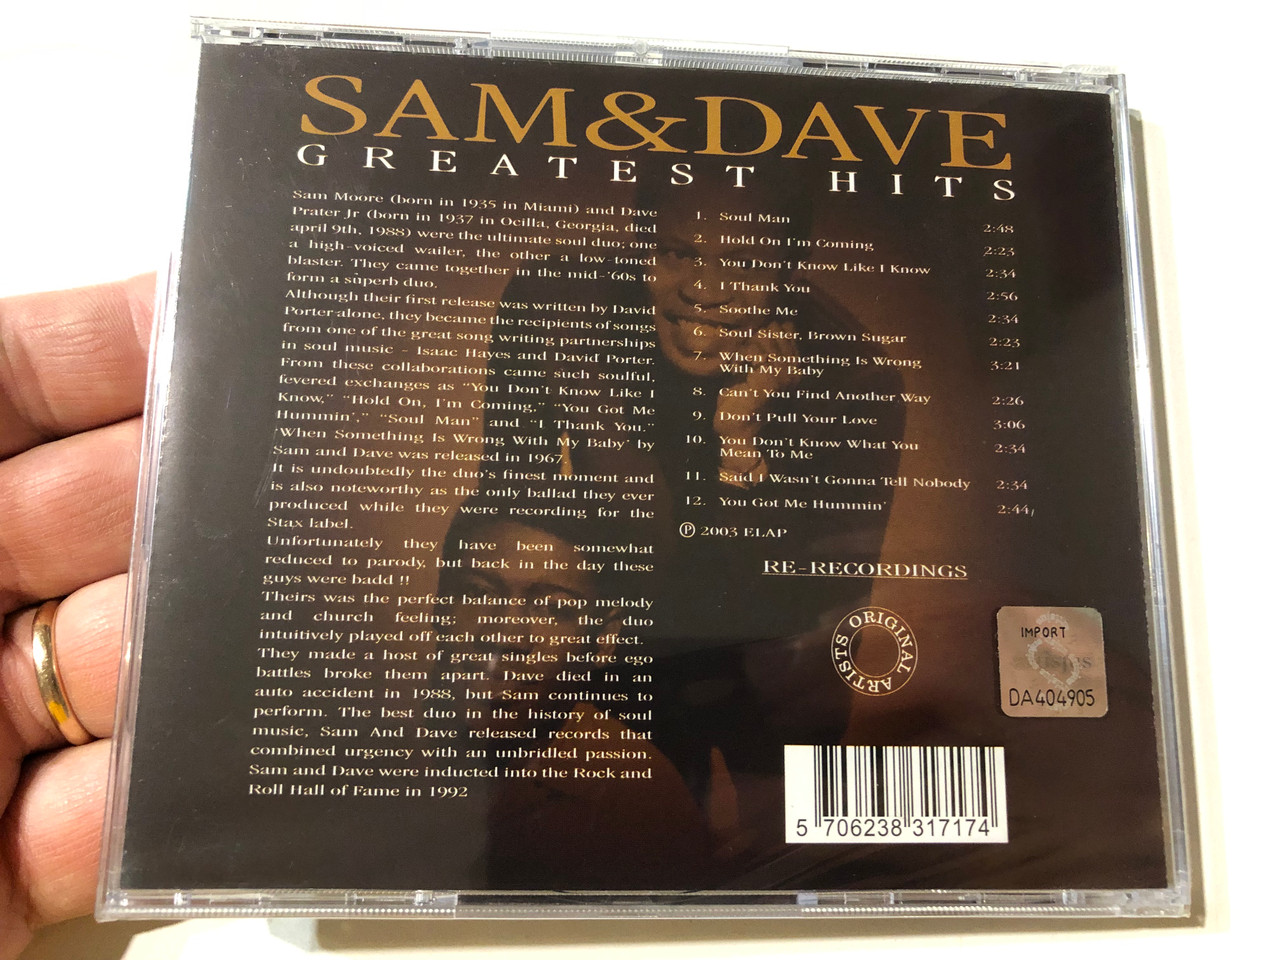 SAM&DAVE
GREATEST HITS
Sam Moore (born in 1935 in Miami) and Dave
Prater Jr (born in 1937 in Ocilla, Georgia, died
april 9th, 1988) were the ultimate soul duo; one
a high-voiced wailer, the other a low-toned
blaster. They came together in the mid-'60s to
form a superb duo.
Although their first release was written by David
Porter alone, they became the recipients of songs
from one of the great song writing partnerships
in soul music - Isaac Hayes and David Porter.
From these collaborations came such soulful,
fevered exchanges as "You Don't Know Like I
Know," "Hold On, I'm Coming," "You Got Me
Hummin'," "Soul Man" and "I Thank You."
'When Something Is Wrong With My Baby' by
Sam and Dave was released in 1967.
It is undoubtedly the duo's finest moment and
is also noteworthy as the only ballad they ever
produced while they were recording for the
Stax label.
Unfortunately they have been somewhat
reduced to parody, but back in the day these
guys were badd !!
Theirs was the perfect balance of pop melody
and church feeling; moreover, the duo
intuitively played off each other to great effect.
They made a host of great singles before ego
battles broke them apart. Dave died in an
auto accident in 1988, but Sam continues to
perform. The best duo in the history of soul
music, Sam And Dave released records that
combined urgency with an unbridled passion.
Sam and Dave were inducted into the Rock and
Roll Hall of Fame in 1992
1. Soul Man 2:48
2. Hold On I'm Coming 2:23
3. You Don't Know Like I Know 2:34
4. I Thank You 2:56
5. Soothe Me 2:34
6. Soul Sister, Brown Sugar 2:23
7. When Something Is Wrong 3:21
With My Baby
8. Can't You Find Another Way 2:26
9. Don't Pull Your Love 3:06
10. You Don't Know What You 2:34
Mean To Me
11. Said I Wasn't Gonna Tell Nobody 2:34
12. You Got Me Hummin' 2:44
℗ 2003 ELAP
RE-RECORDINGS
ORIGINAL ARTISTS
IMPORT
DA404905
5 706238 317174